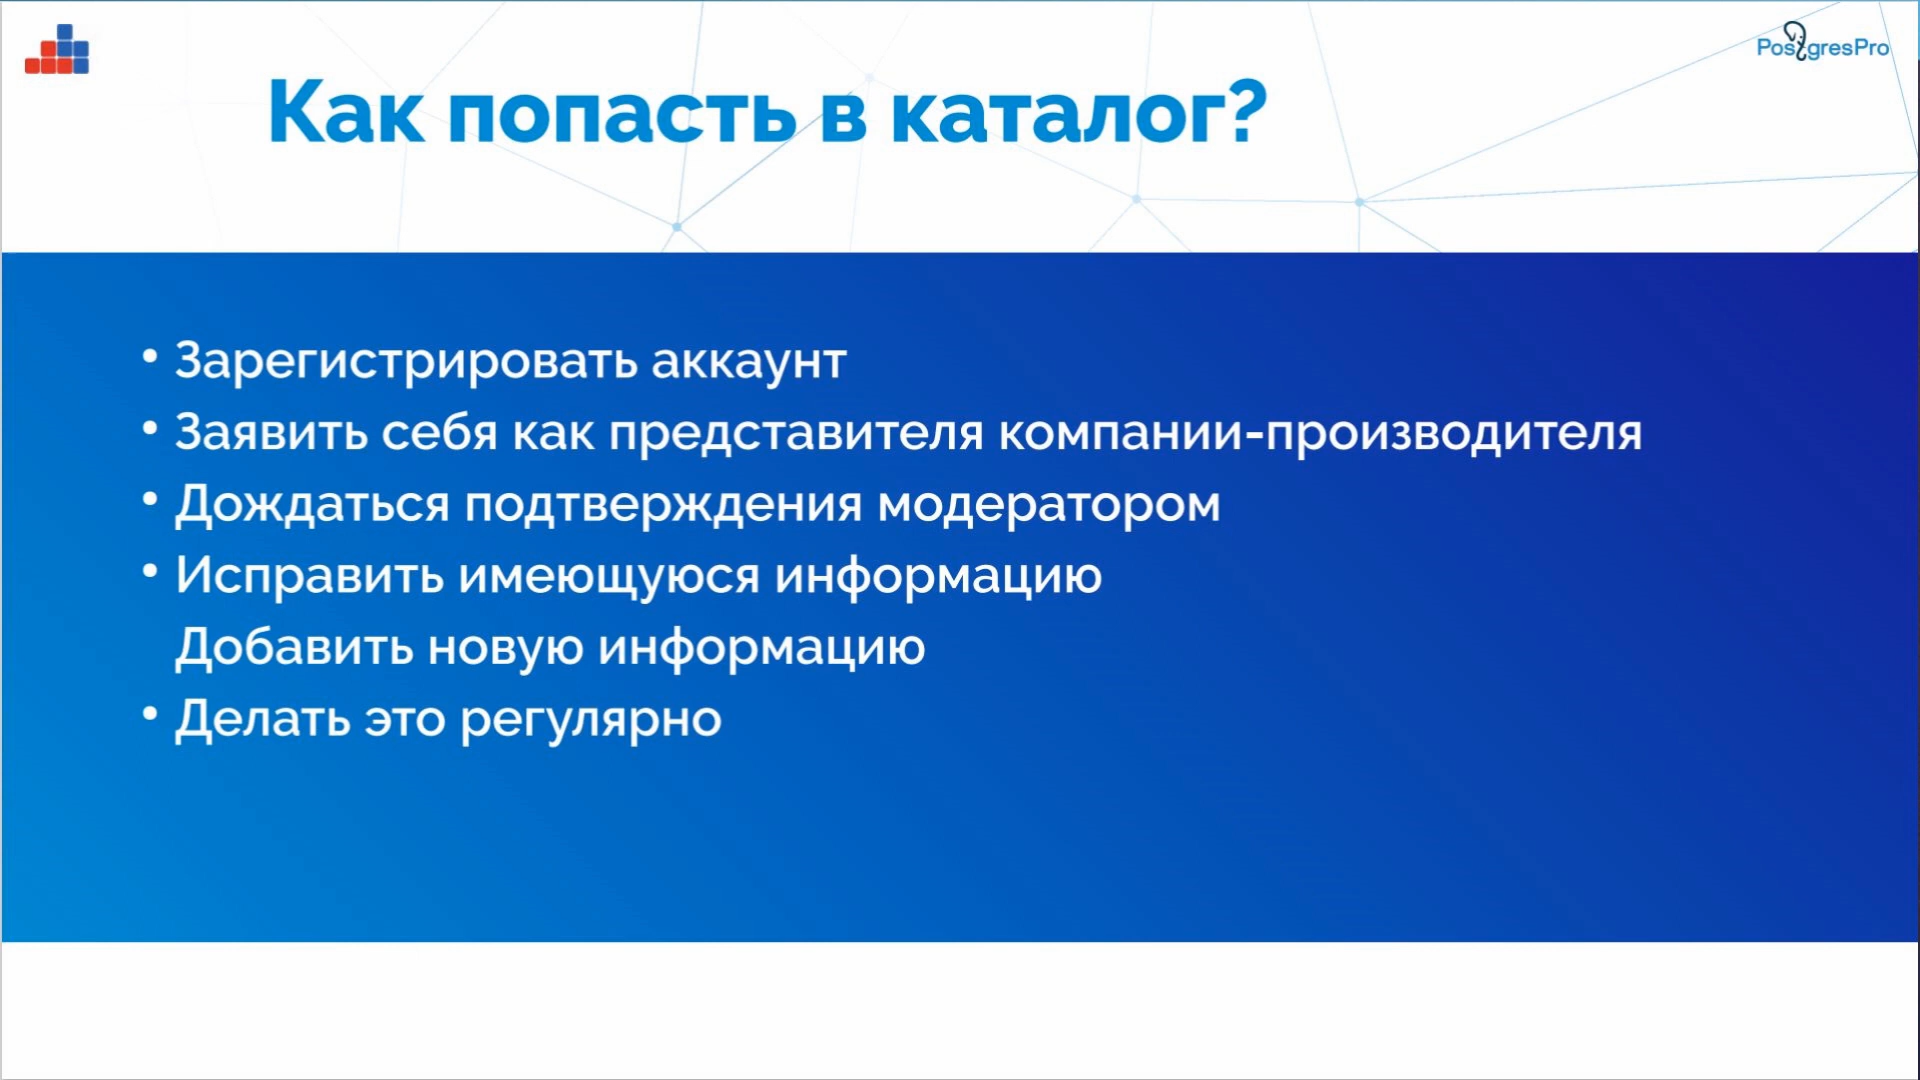 PostgresPro
Как попасть в каталог?
• Зарегистрировать аккаунт
• Заявить себя как представителя компании-производителя
• Дождаться подтверждения модератором
• Исправить имеющуюся информацию
Добавить новую информацию
• Делать это регулярно